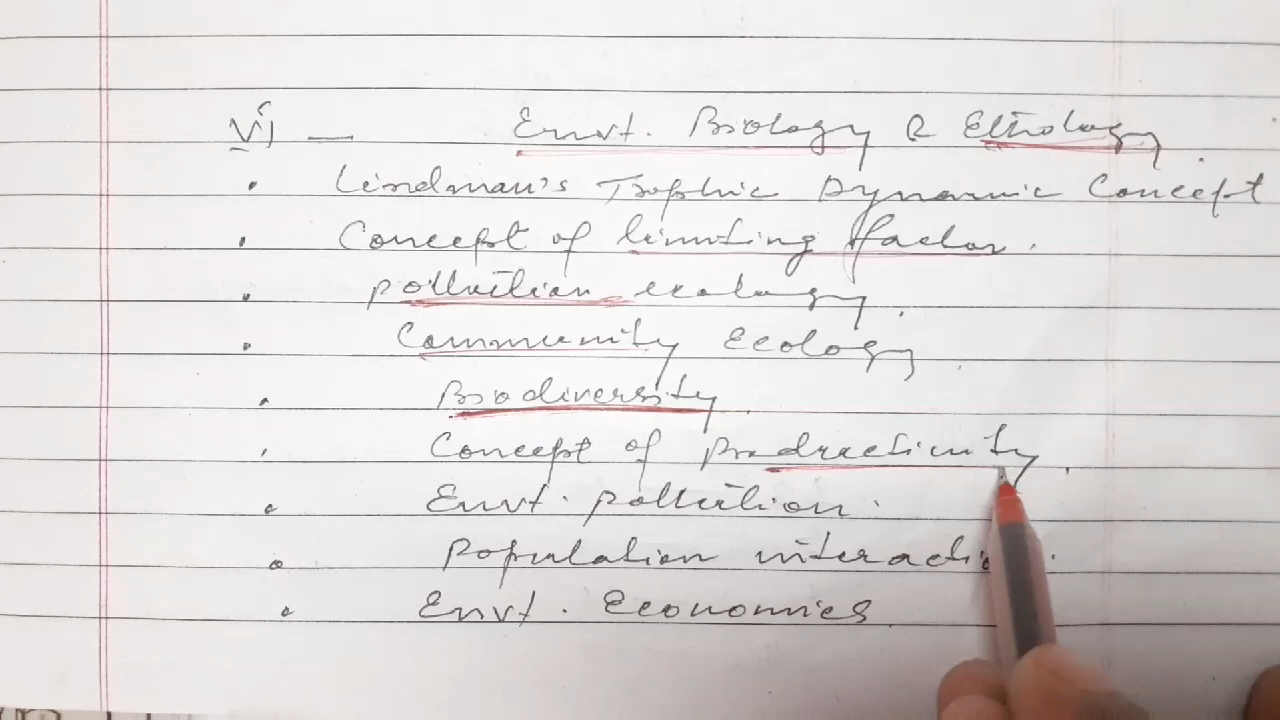 VI — Envt. Biology & Ethology.
• Lindman's Trophic Dynamic Concept
• Concept of limiting factor.
• pollution ecology.
• Community Ecology.
• Biodiversity.
• Concept of productivity.
• Envt. pollution.
• Population interaction.
• Envt. Economics.